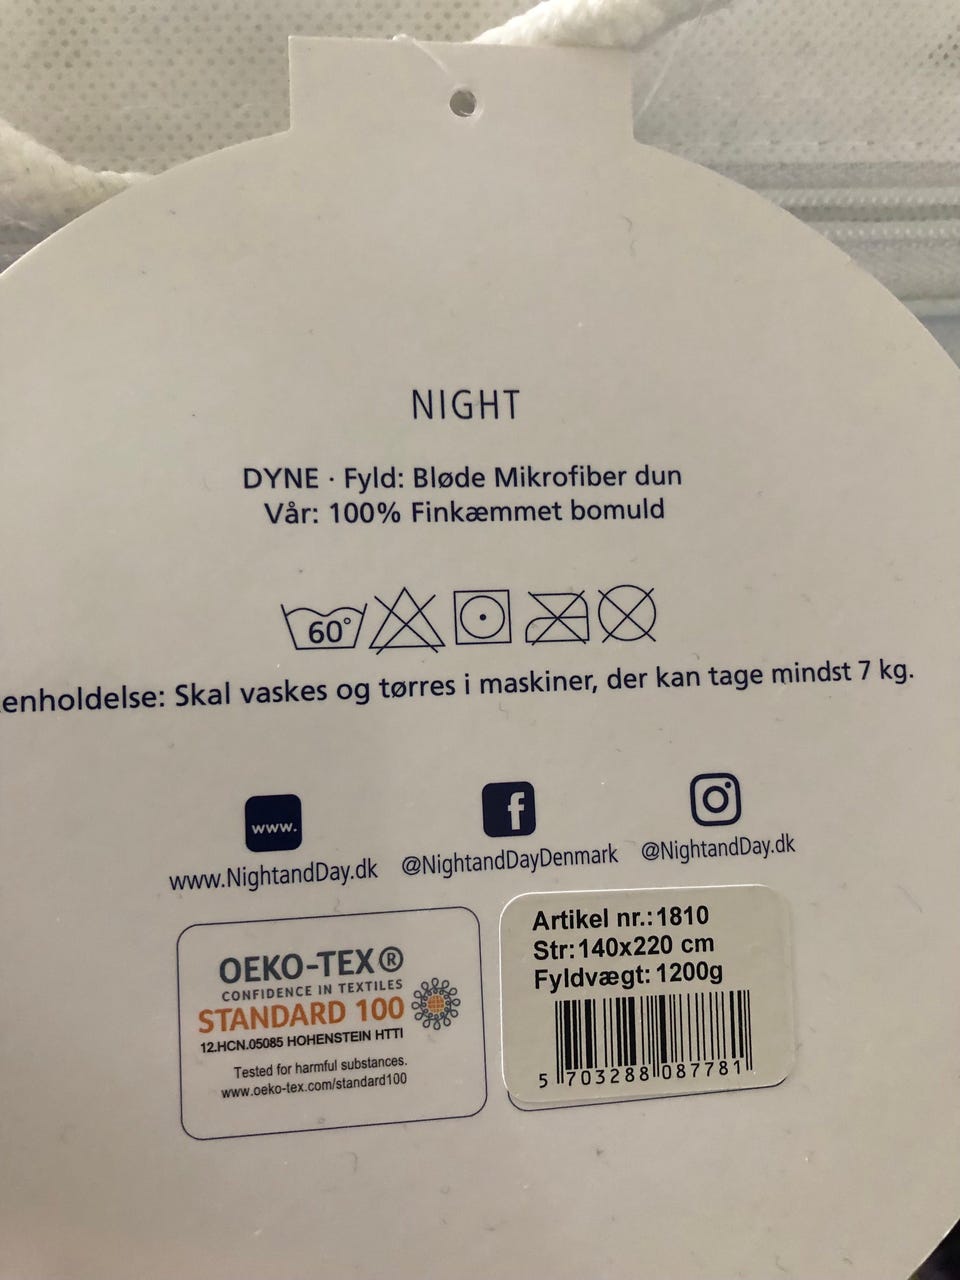 NIGHT
DYNE · Fyld: Bløde Mikrofiber dun
Vår: 100% Finkæmmet bomuld
60°
enholdelse: Skal vaskes og tørres i maskiner, der kan tage mindst 7 kg.
www. f
www.NightandDay.dk @NightandDayDenmark @NightandDay.dk
OEKO-TEX®
CONFIDENCE IN TEXTILES
STANDARD 100
12.HCN.05085 HOHENSTEIN HTTI
Tested for harmful substances.
www.oeko-tex.com/standard100
Artikel nr.:1810
Str:140x220 cm
Fyldvægt: 1200g
5 703288 087781